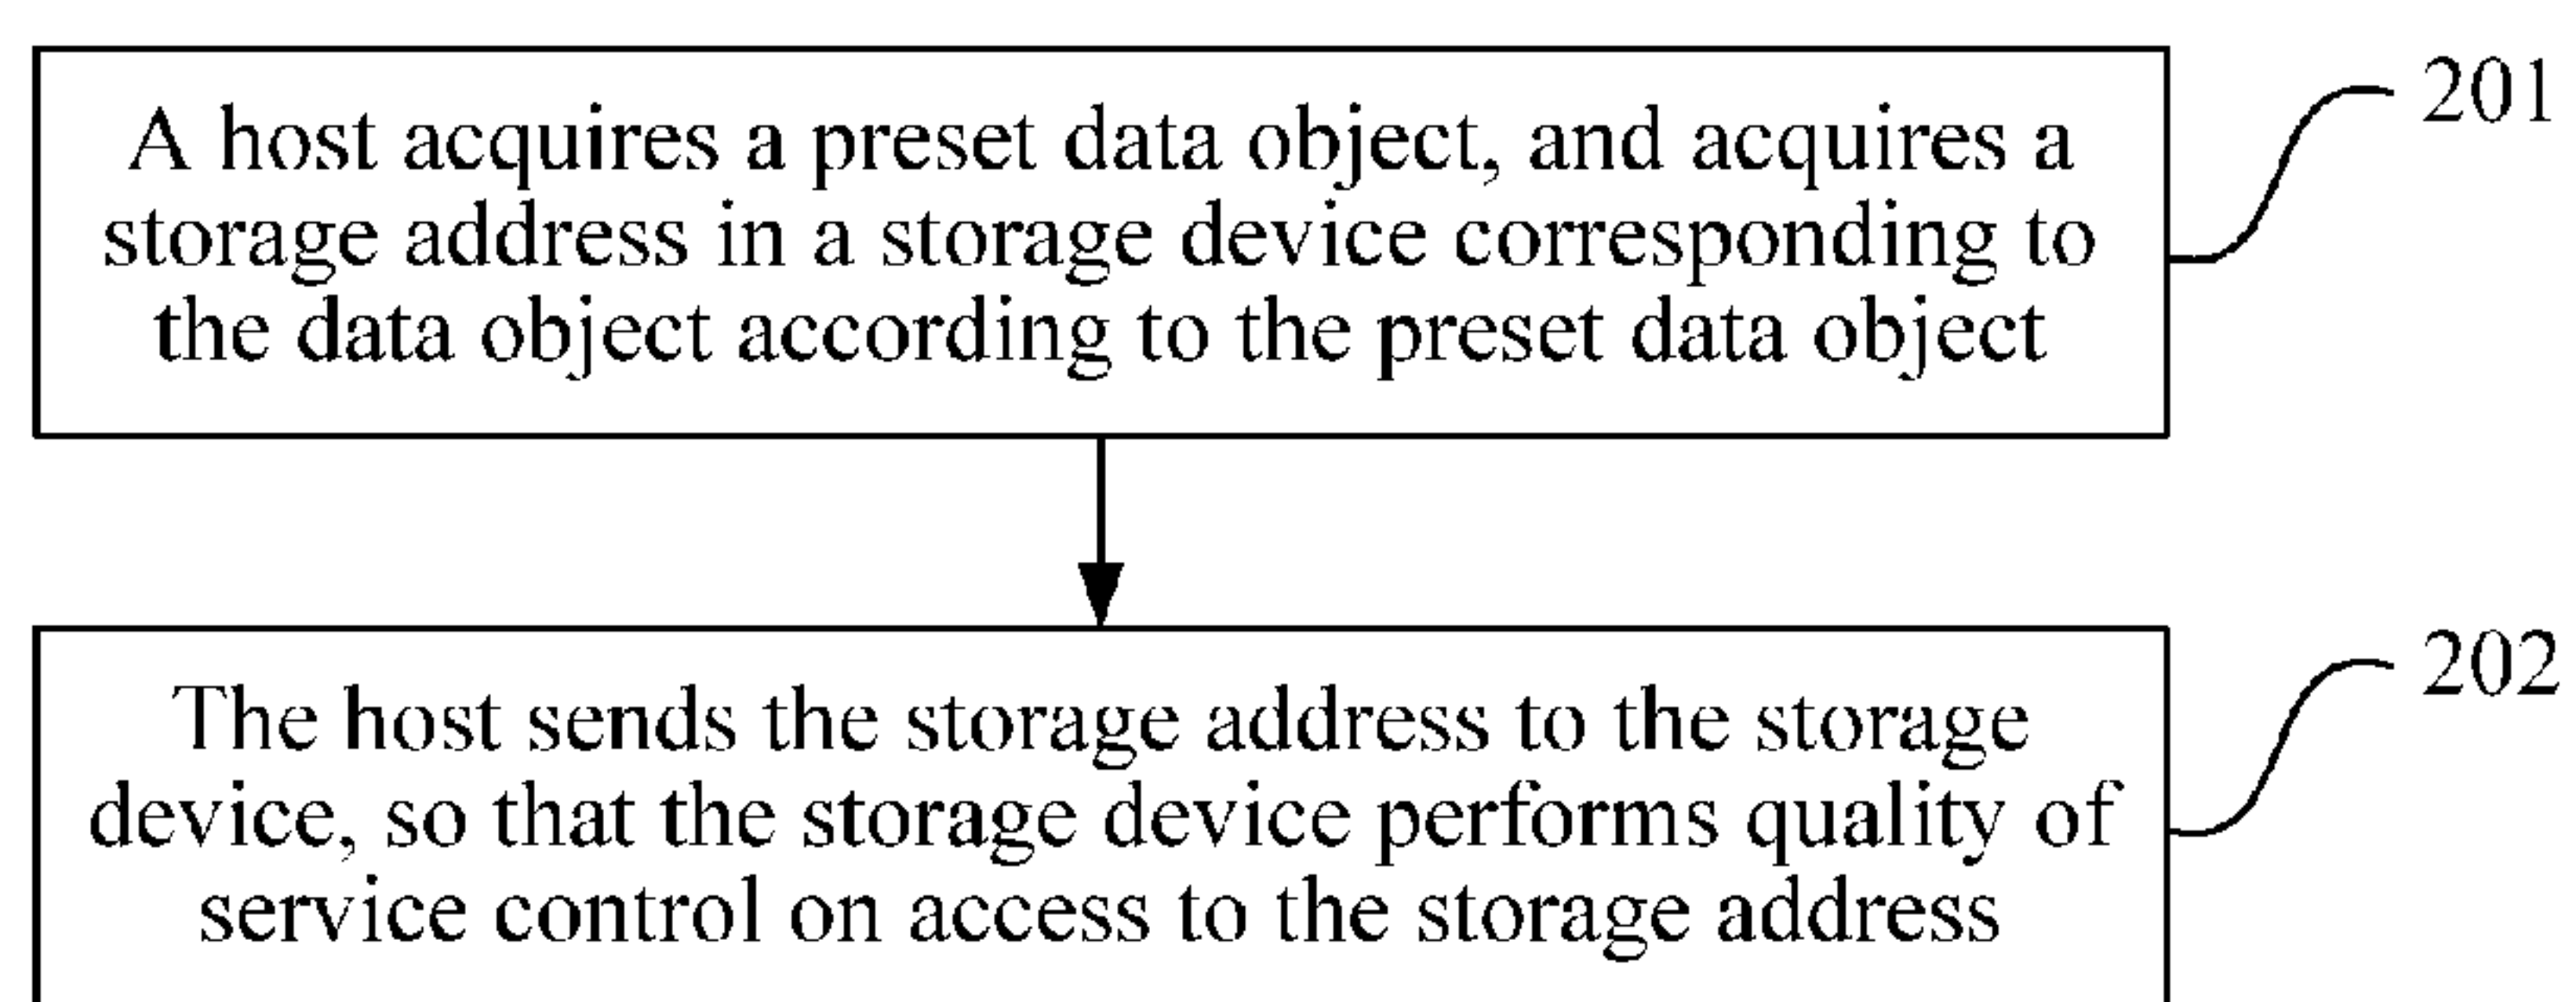 A host acquires a preset data object, and acquires a
storage address in a storage device corresponding to
the data object according to the preset data object
201
The host sends the storage address to the storage
device, so that the storage device performs quality of
service control on access to the storage address
202